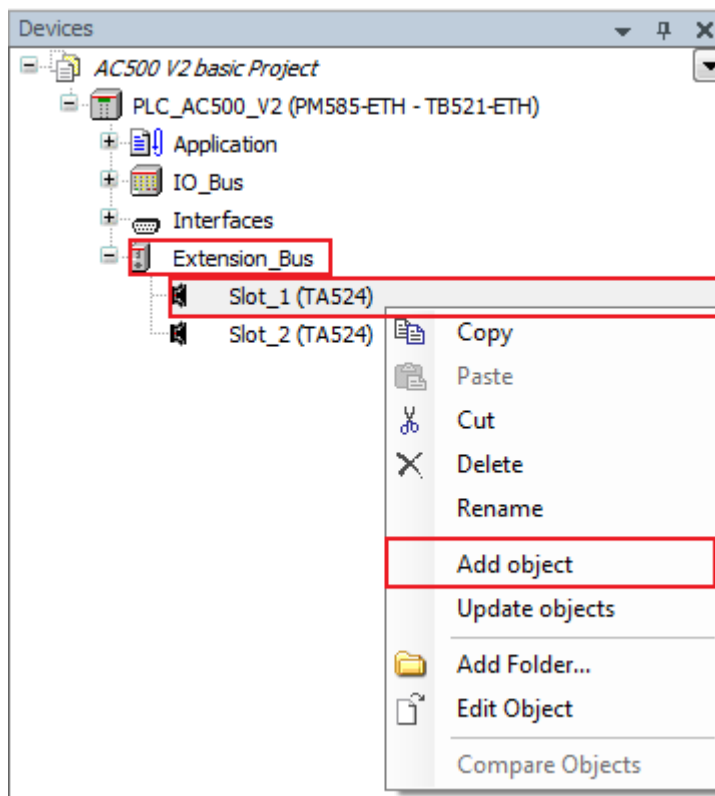 Devices
AC500 V2 basic Project
PLC_AC500_V2 (PM585-ETH - TB521-ETH)
Application
IO_Bus
Interfaces
Extension_Bus
Slot_1 (TA524)
Slot_2 (TA524)
Copy
Paste
Cut
Delete
Rename
Add object
Update objects
Add Folder...
Edit Object
Compare Objects